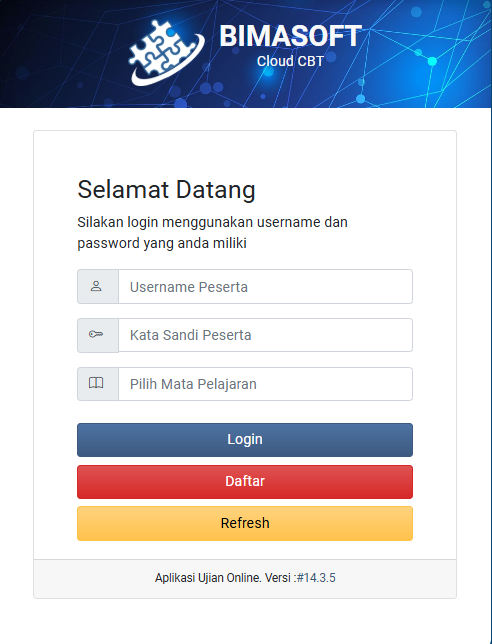 BIMASOFT
Cloud CBT
Selamat Datang
Silakan login menggunakan username dan
password yang anda miliki
Username Peserta
Kata Sandi Peserta
Pilih Mata Pelajaran
Login
Daftar
Refresh
Aplikasi Ujian Online. Versi :#14.3.5